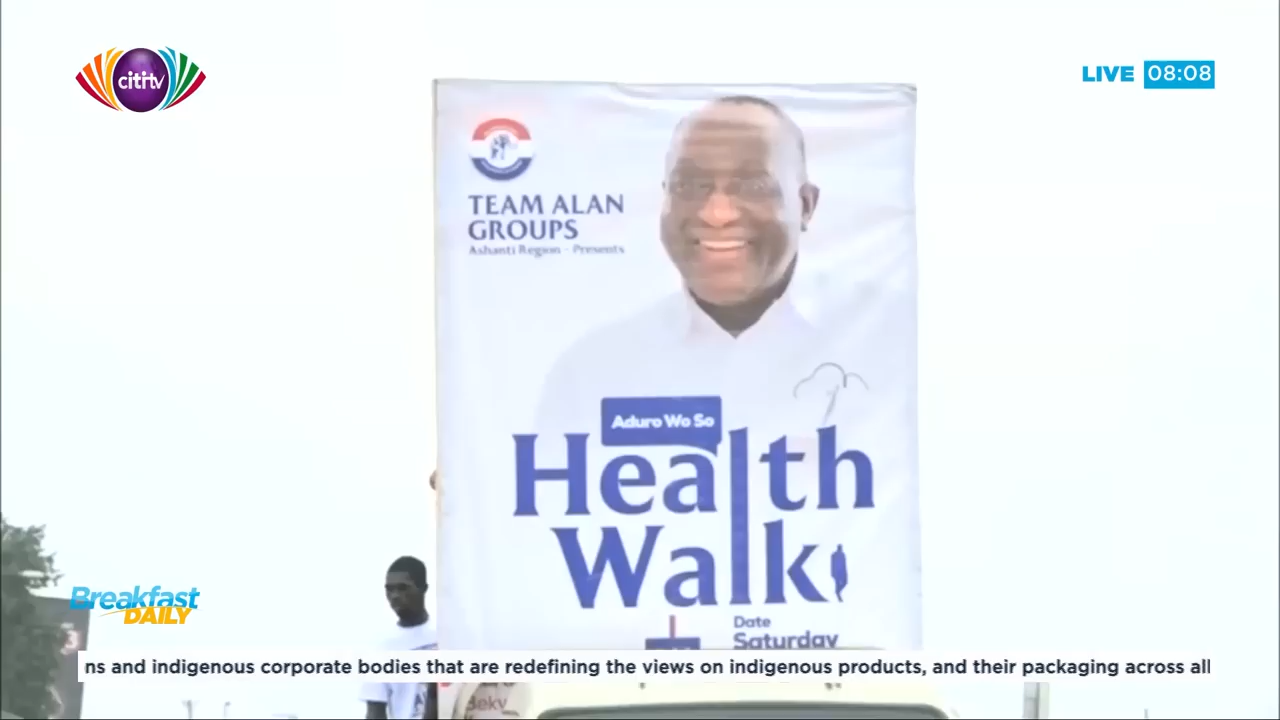 citi tv
LIVE 08:08
TEAM ALAN
GROUPS
Ashanti Region - Presents
Aduro Wo So
Health
Walk
Date
Saturday
Breakfast
DAILY
ns and indigenous corporate bodies that are redefining the views on indigenous products, and their packaging across all